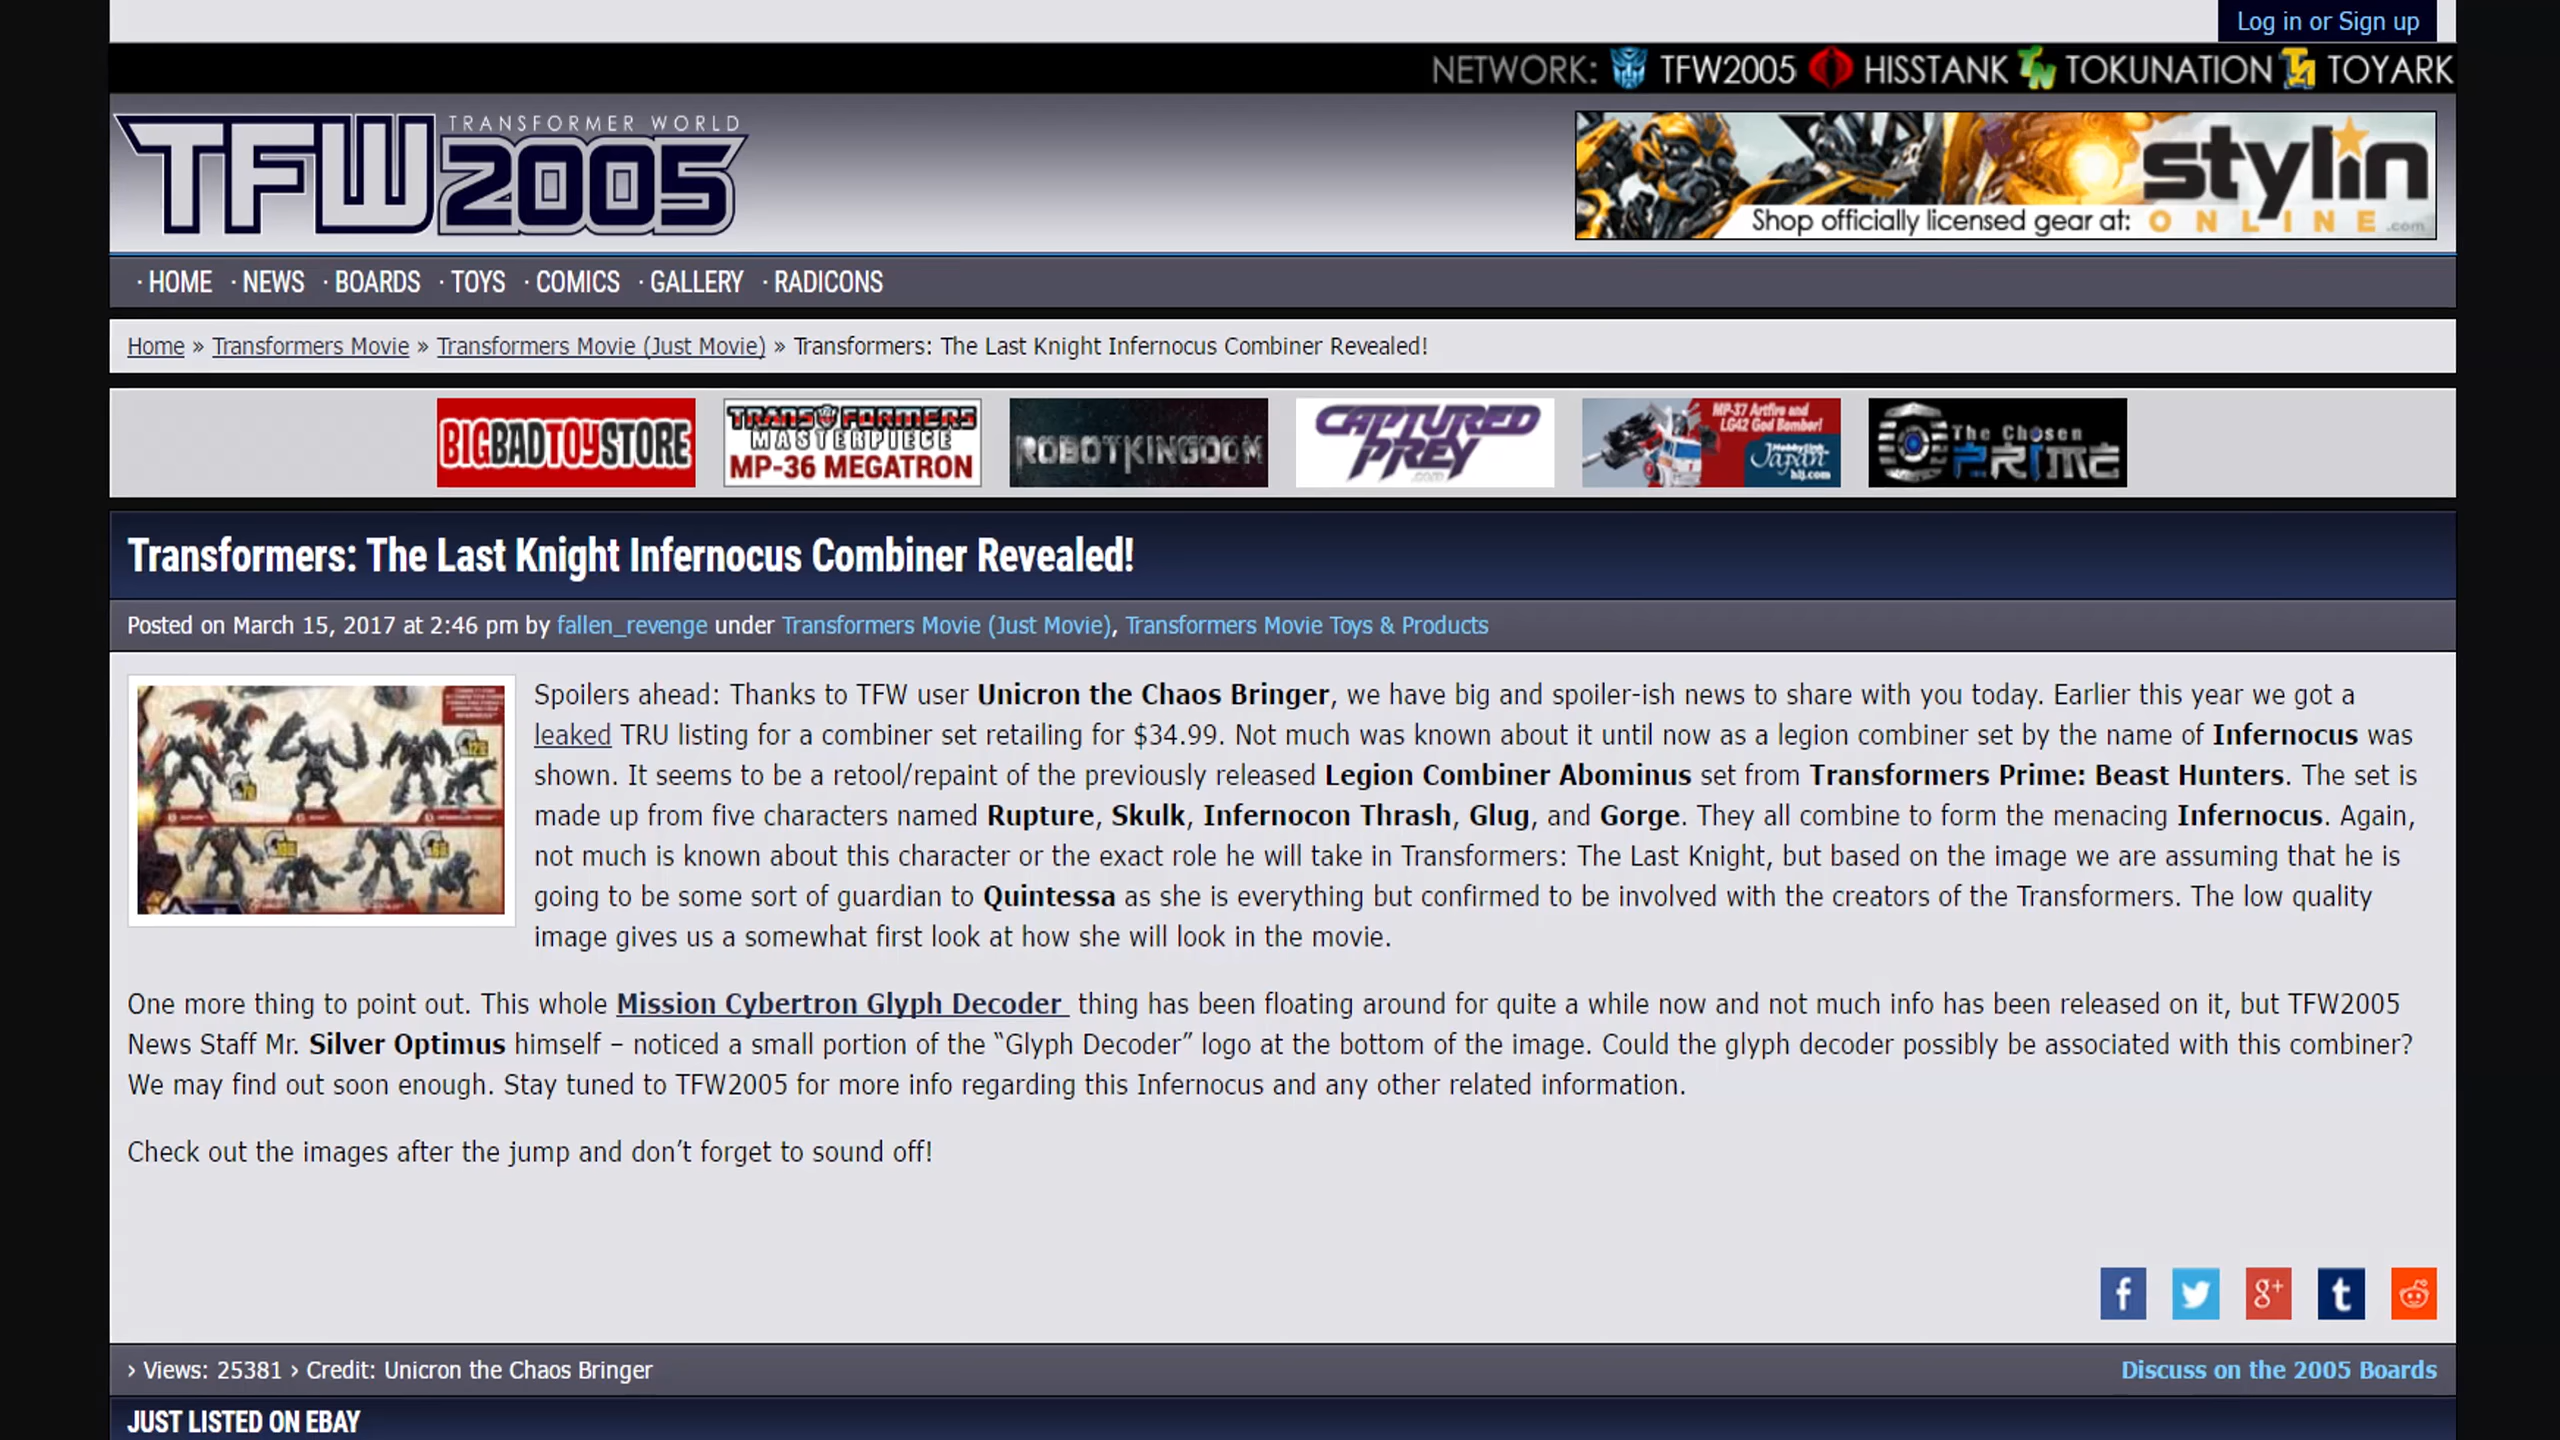 Log in or Sign up
NETWORK: TFW2005 HISSTANK TOKUNATION TOYARK
TRANSFORMER WORLD
TFW2005
stylin
Shop officially licensed gear at: ONLINE.com
· HOME · NEWS · BOARDS · TOYS · COMICS · GALLERY · RADICONS
Home » Transformers Movie » Transformers Movie (Just Movie) » Transformers: The Last Knight Infernocus Combiner Revealed!
BIGBADTOYSTORE
TRANSFORMERS
MASTERPIECE
MP-36 MEGATRON
ROBOTKINGDOM
CAPTURED
PREY
.com
MP-37 Artfire and
LG42 God Bomber!
HobbyLink
Japan
hlj.com
The Chosen
PRIME
Transformers: The Last Knight Infernocus Combiner Revealed!
Posted on March 15, 2017 at 2:46 pm by fallen_revenge under Transformers Movie (Just Movie), Transformers Movie Toys & Products
Spoilers ahead: Thanks to TFW user Unicron the Chaos Bringer, we have big and spoiler-ish news to share with you today. Earlier this year we got a
leaked TRU listing for a combiner set retailing for $34.99. Not much was known about it until now as a legion combiner set by the name of Infernocus was
shown. It seems to be a retool/repaint of the previously released Legion Combiner Abominus set from Transformers Prime: Beast Hunters. The set is
made up from five characters named Rupture, Skulk, Infernocon Thrash, Glug, and Gorge. They all combine to form the menacing Infernocus. Again,
not much is known about this character or the exact role he will take in Transformers: The Last Knight, but based on the image we are assuming that he is
going to be some sort of guardian to Quintessa as she is everything but confirmed to be involved with the creators of the Transformers. The low quality
image gives us a somewhat first look at how she will look in the movie.
One more thing to point out. This whole Mission Cybertron Glyph Decoder thing has been floating around for quite a while now and not much info has been released on it, but TFW2005
News Staff Mr. Silver Optimus himself – noticed a small portion of the “Glyph Decoder” logo at the bottom of the image. Could the glyph decoder possibly be associated with this combiner?
We may find out soon enough. Stay tuned to TFW2005 for more info regarding this Infernocus and any other related information.
Check out the images after the jump and don’t forget to sound off!
› Views: 25381 › Credit: Unicron the Chaos Bringer
Discuss on the 2005 Boards
JUST LISTED ON EBAY